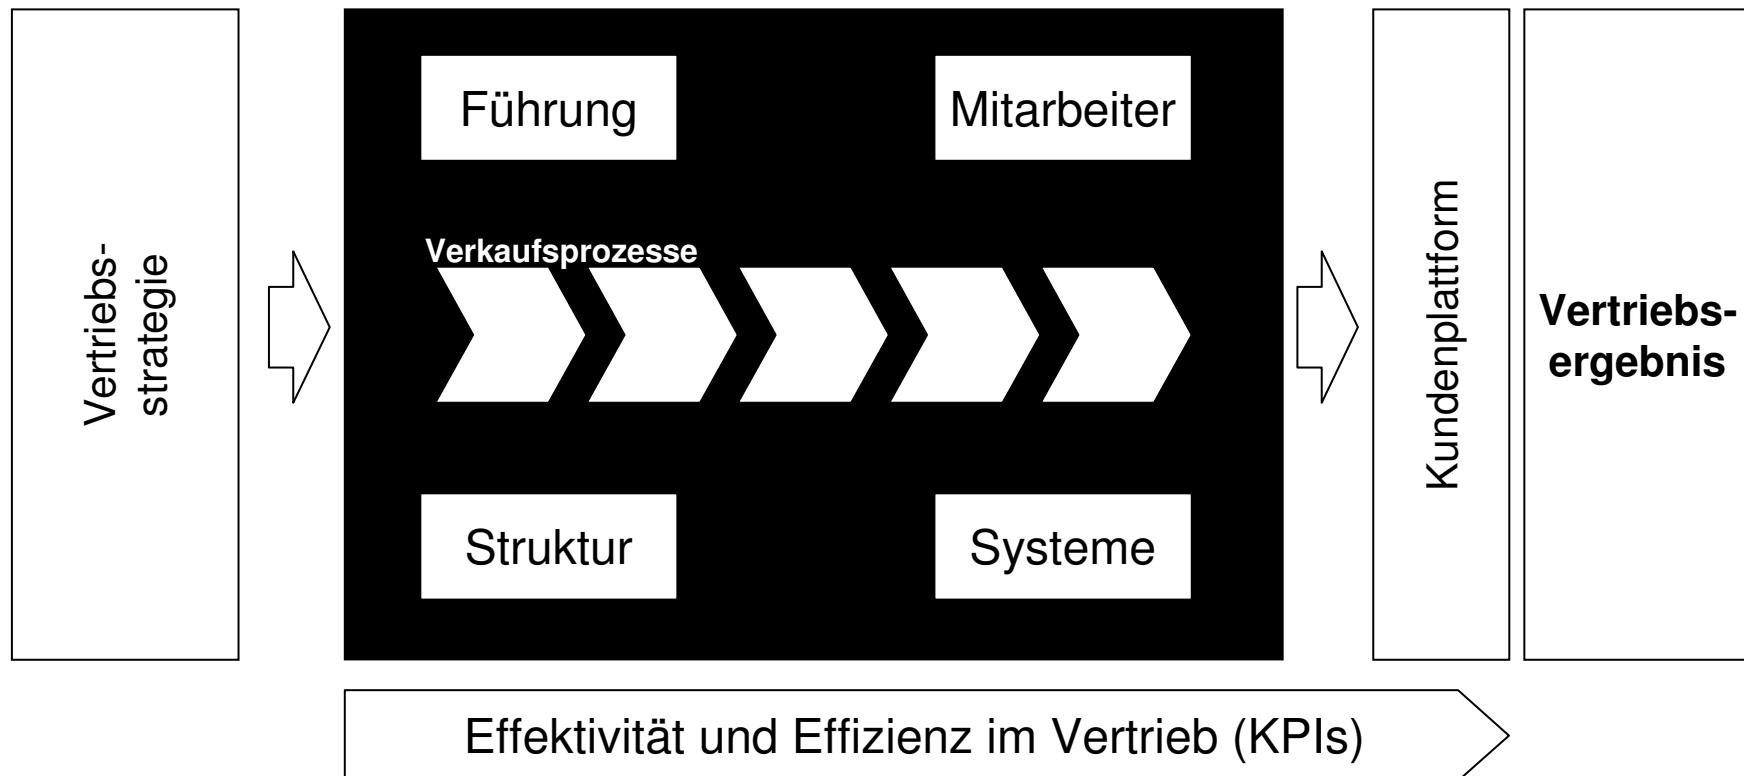 Vertriebs-
strategie
Führung
Mitarbeiter
Verkaufsprozesse
Struktur
Systeme
Kundenplattform
Vertriebs-
ergebnis
Effektivität und Effizienz im Vertrieb (KPIs)